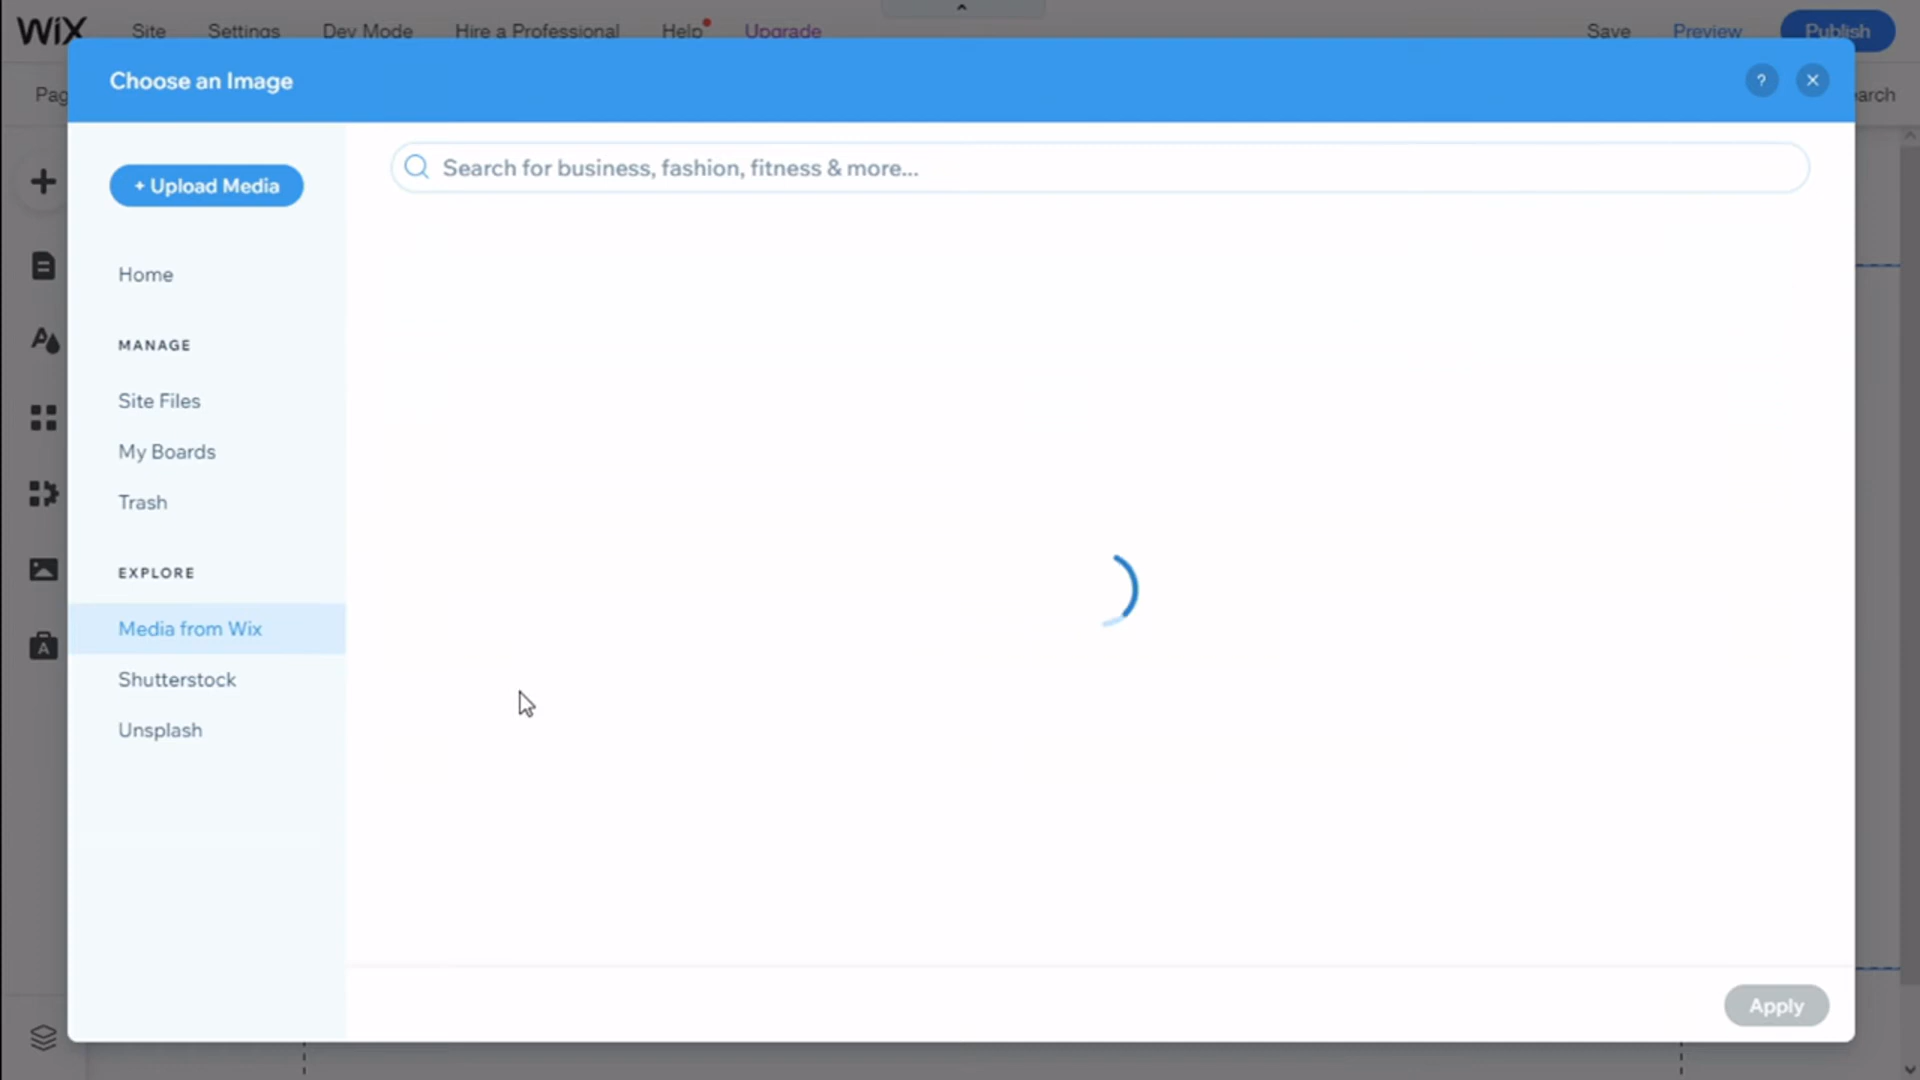 WiX Site Settings Dev Mode Hire a Professional Help Upgrade Save Preview Publish
Pag
arch
Choose an Image
?
+ Upload Media
Search for business, fashion, fitness & more...
Home
MANAGE
Site Files
My Boards
Trash
EXPLORE
Media from Wix
Shutterstock
Unsplash
A
A
Apply